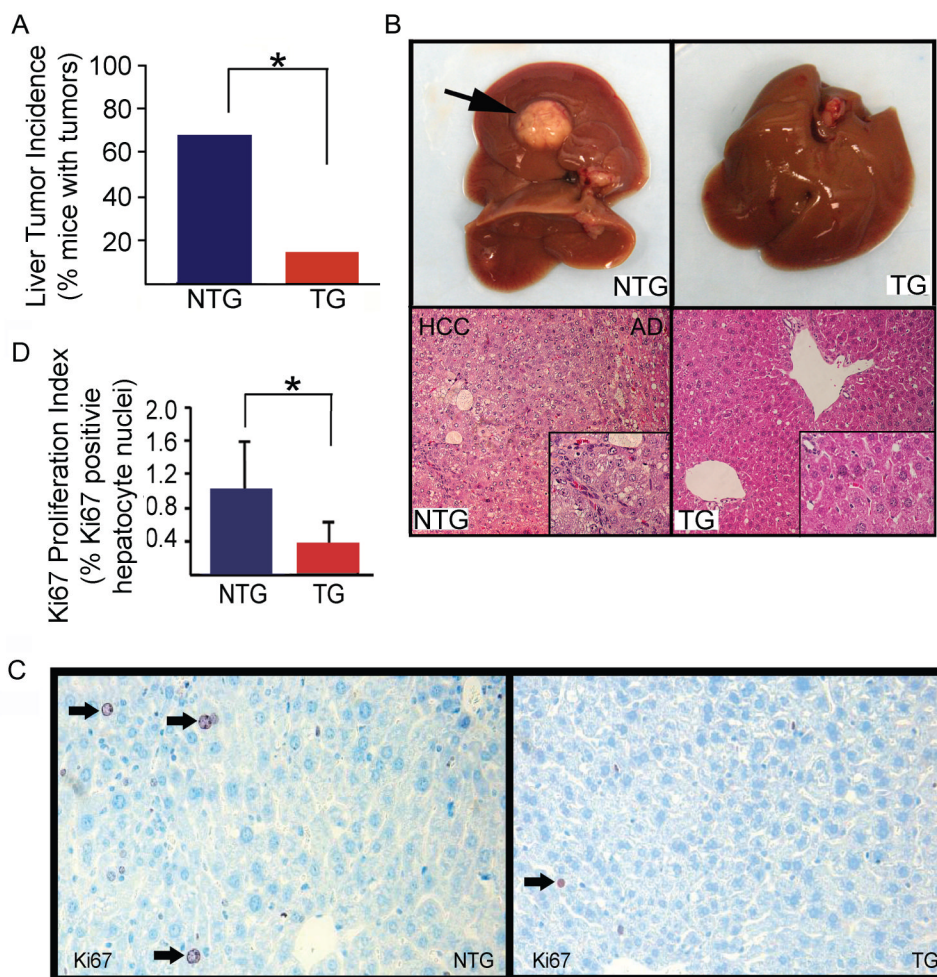 A
Liver Tumor Incidence
(% mice with tumors)
100
80
60
40
20
*
NTG
TG
B
NTG
TG
HCC
AD
NTG
TG
D
Ki67 Proliferation Index
(% Ki67 positivie
hepatocyte nuclei)
2.0
1.6
1.2
0.8
0.4
*
NTG
TG
C
Ki67
NTG
Ki67
TG